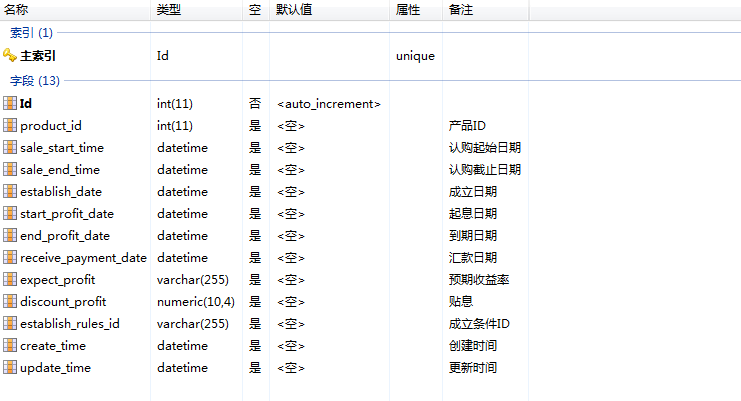 名称 类型 空 默认值 属性 备注
索引 (1)
主索引 Id unique
字段 (13)
Id int(11) 否 <auto_increment>
product_id int(11) 是 <空> 产品ID
sale_start_time datetime 是 <空> 认购起始日期
sale_end_time datetime 是 <空> 认购截止日期
establish_date datetime 是 <空> 成立日期
start_profit_date datetime 是 <空> 起息日期
end_profit_date datetime 是 <空> 到期日期
receive_payment_date datetime 是 <空> 汇款日期
expect_profit varchar(255) 是 <空> 预期收益率
discount_profit numeric(10,4) 是 <空> 贴息
establish_rules_id varchar(255) 是 <空> 成立条件ID
create_time datetime 是 <空> 创建时间
update_time datetime 是 <空> 更新时间